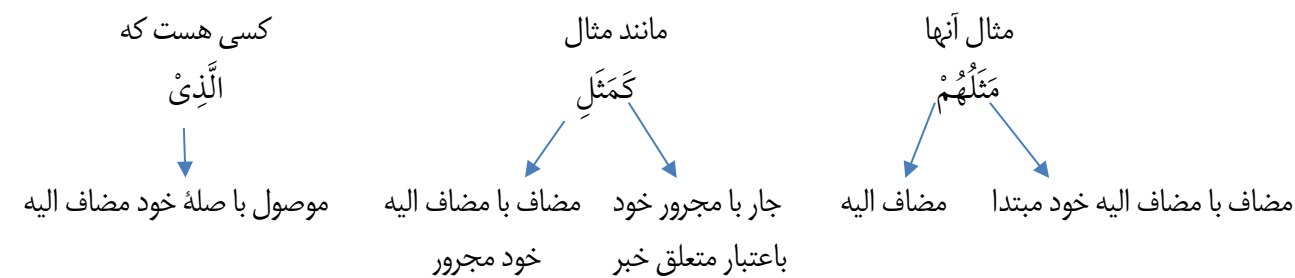 مثال آنها مانند مثال کسی هست که
مَثَلُهُمْ کَمَثَلِ الَّذِیْ
مضاف با مضاف الیه خود مبتدا مضاف الیه جار با مجرور خود مضاف با مضاف الیه موصول با صلهٔ خود مضاف الیه
باعتبار متعلق خبر خود مجرور